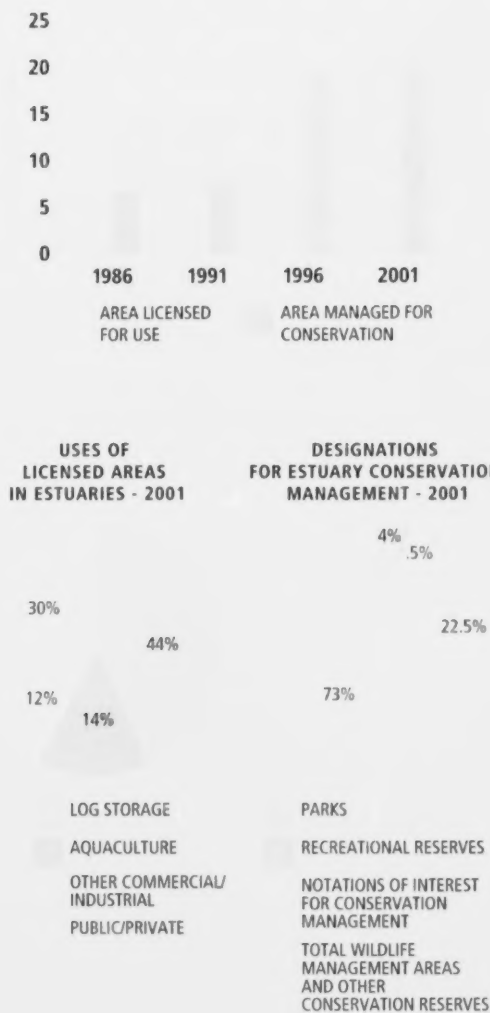 25
20
15
10
5
0
1986 1991 1996 2001
AREA LICENSED
FOR USE
AREA MANAGED FOR
CONSERVATION
USES OF
LICENSED AREAS
IN ESTUARIES - 2001
30%
44%
12%
14%
LOG STORAGE
AQUACULTURE
OTHER COMMERCIAL/
INDUSTRIAL
PUBLIC/PRIVATE
DESIGNATIONS
FOR ESTUARY CONSERVATIO
MANAGEMENT - 2001
4%
.5%
22.5%
73%
PARKS
RECREATIONAL RESERVES
NOTATIONS OF INTEREST
FOR CONSERVATION
MANAGEMENT
TOTAL WILDLIFE
MANAGEMENT AREAS
AND OTHER
CONSERVATION RESERVES